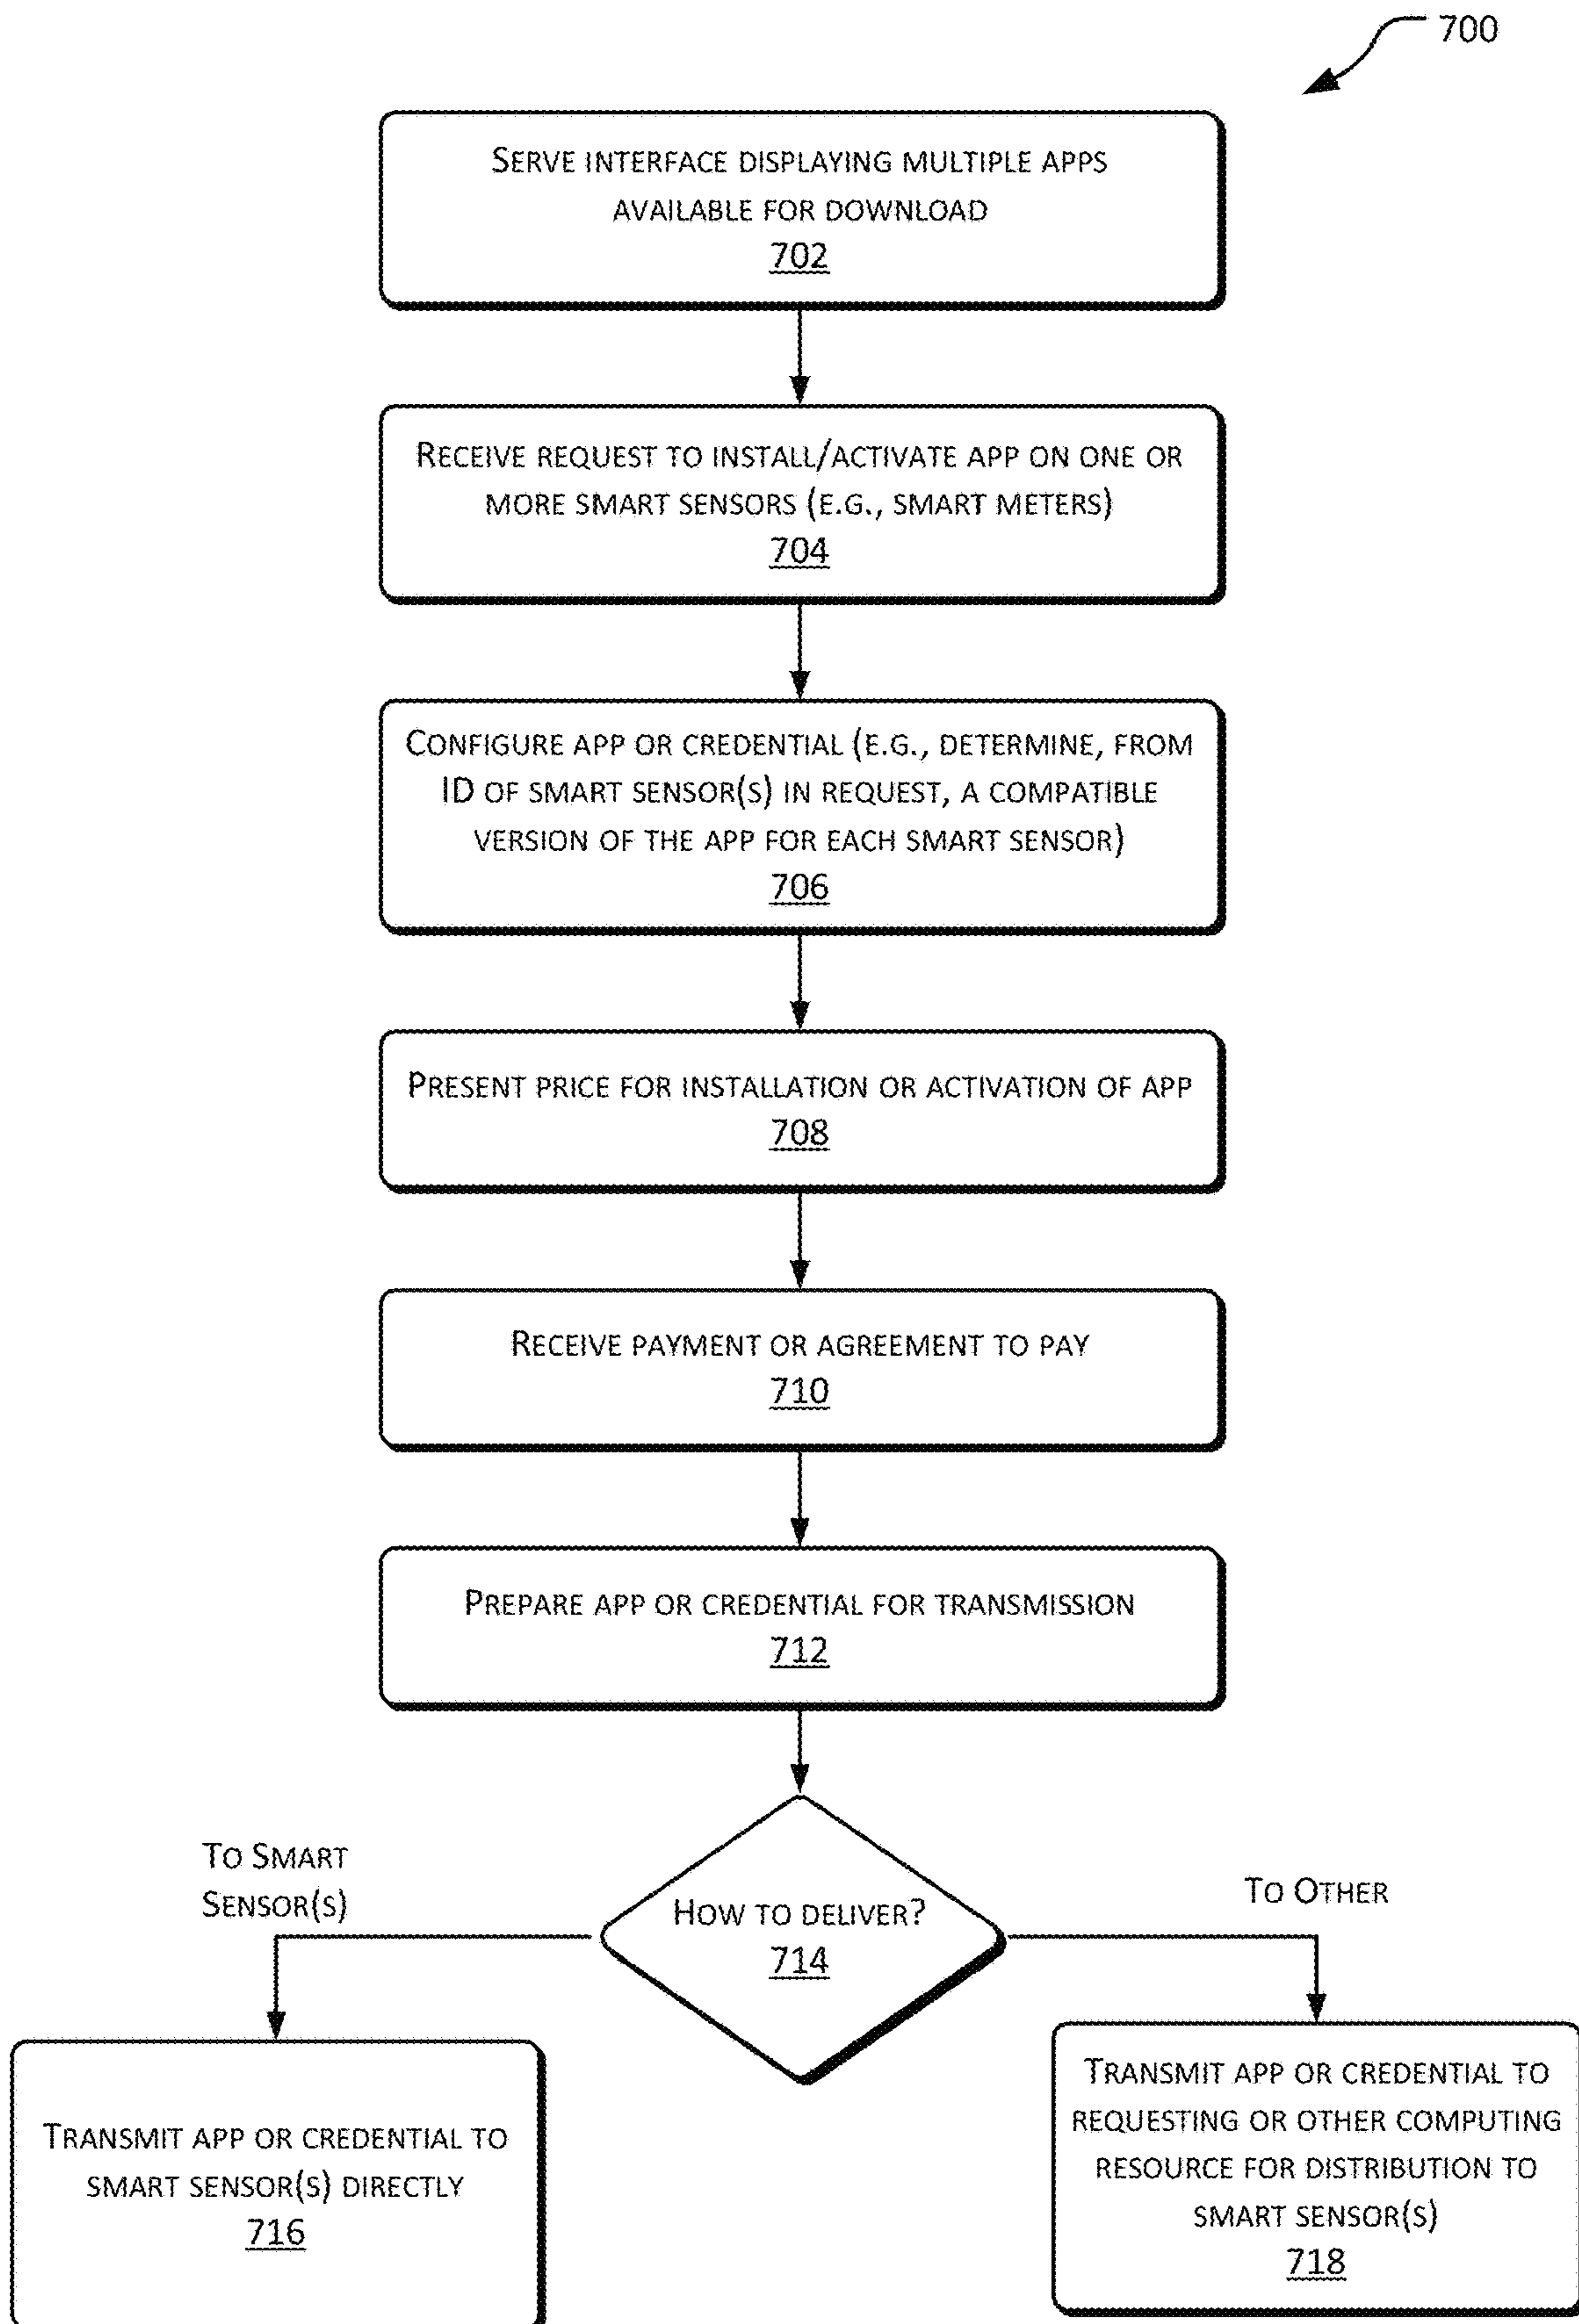 700
SERVE INTERFACE DISPLAYING MULTIPLE APPS
AVAILABLE FOR DOWNLOAD
702
RECEIVE REQUEST TO INSTALL/ACTIVATE APP ON ONE OR
MORE SMART SENSORS (E.G., SMART METERS)
704
CONFIGURE APP OR CREDENTIAL (E.G., DETERMINE, FROM
ID OF SMART SENSOR(S) IN REQUEST, A COMPATIBLE
VERSION OF THE APP FOR EACH SMART SENSOR)
706
PRESENT PRICE FOR INSTALLATION OR ACTIVATION OF APP
708
RECEIVE PAYMENT OR AGREEMENT TO PAY
710
PREPARE APP OR CREDENTIAL FOR TRANSMISSION
712
TO SMART
SENSOR(S)
HOW TO DELIVER?
714
TO OTHER
TRANSMIT APP OR CREDENTIAL TO
SMART SENSOR(S) DIRECTLY
716
TRANSMIT APP OR CREDENTIAL TO
REQUESTING OR OTHER COMPUTING
RESOURCE FOR DISTRIBUTION TO
SMART SENSOR(S)
718